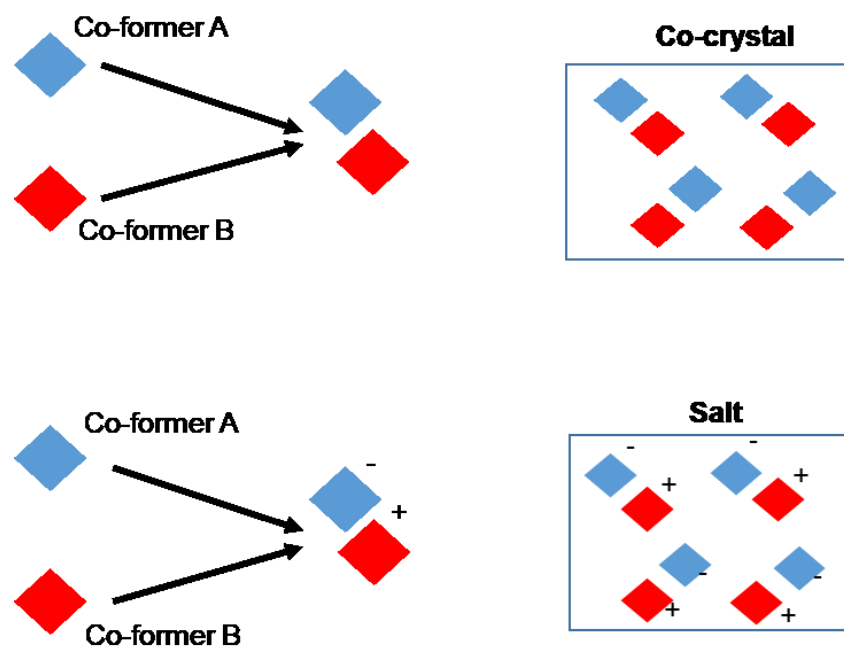 Co-former A
Co-crystal
Co-former B
Co-former A
Salt
-
-
-
+
+
+
-
-
+
+
Co-former B